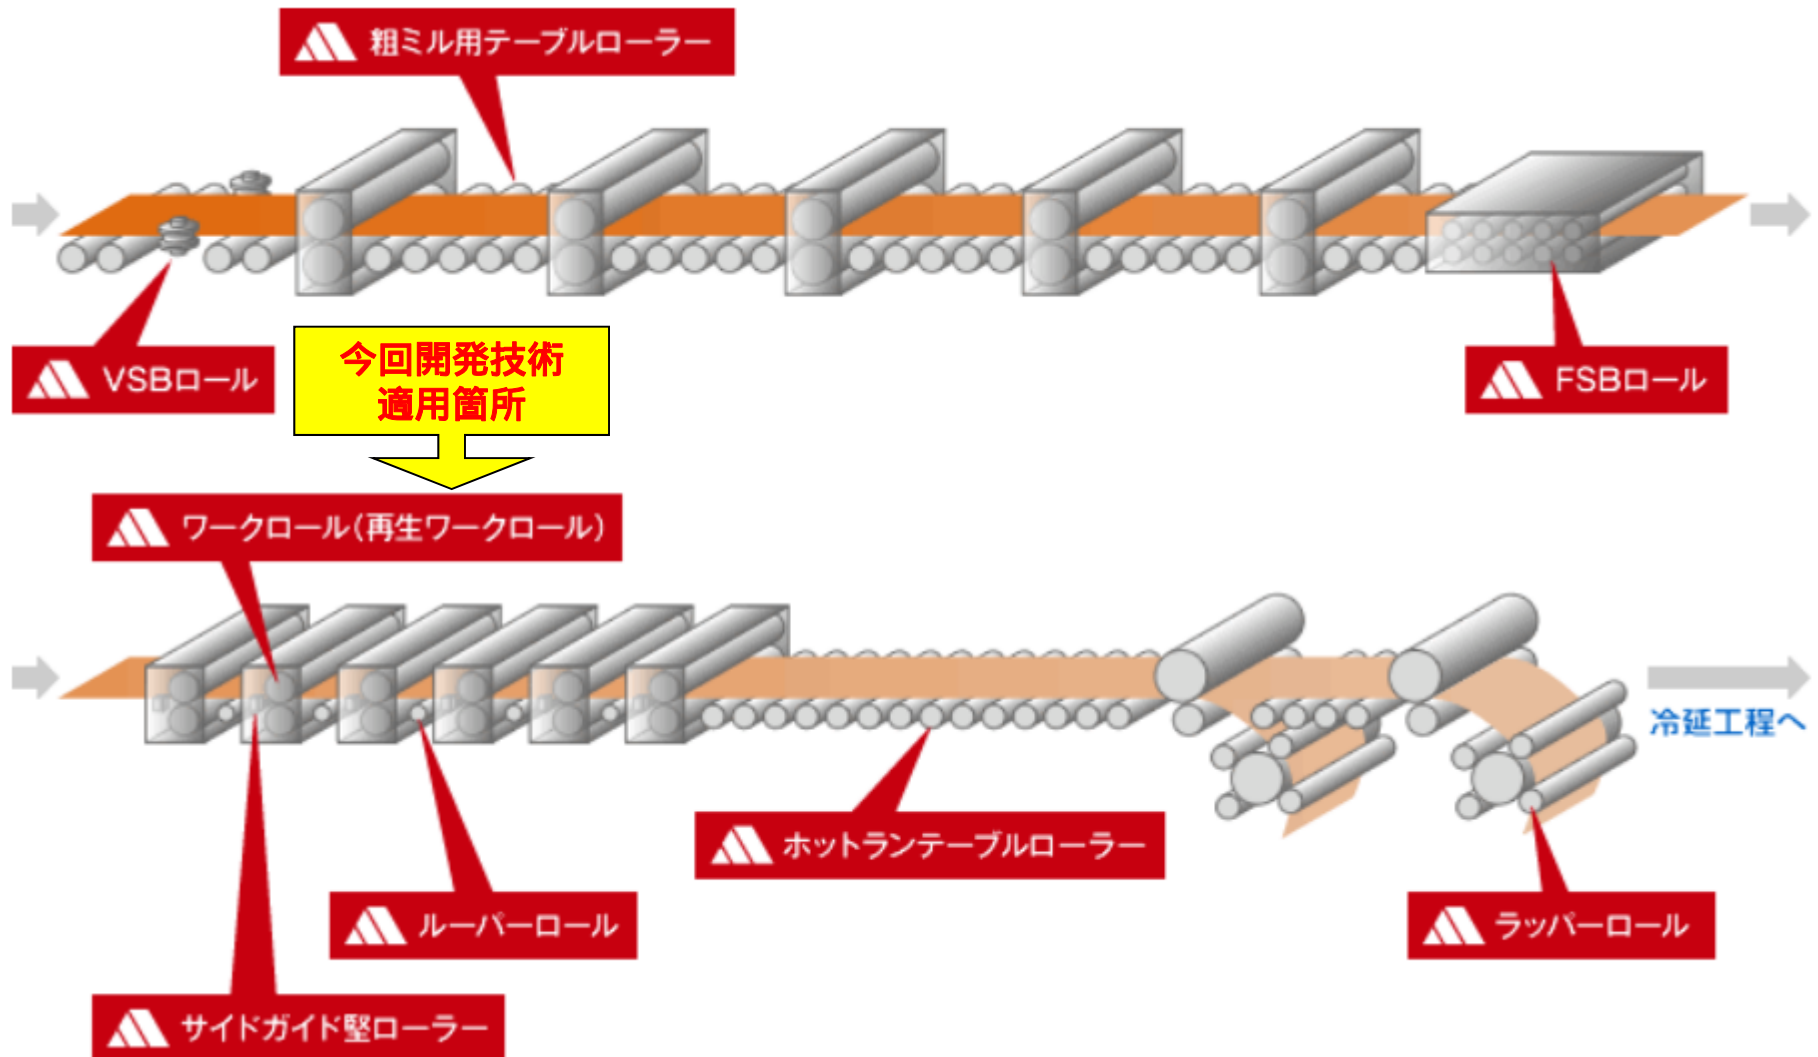 粗ミル用テーブルローラー
VSBロール
今回開発技術
適用箇所
FSBロール
ワークロール(再生ワークロール)
冷延工程へ
ホットランテーブルローラー
ルーパーロール
ラッパーロール
サイドガイド堅ローラー